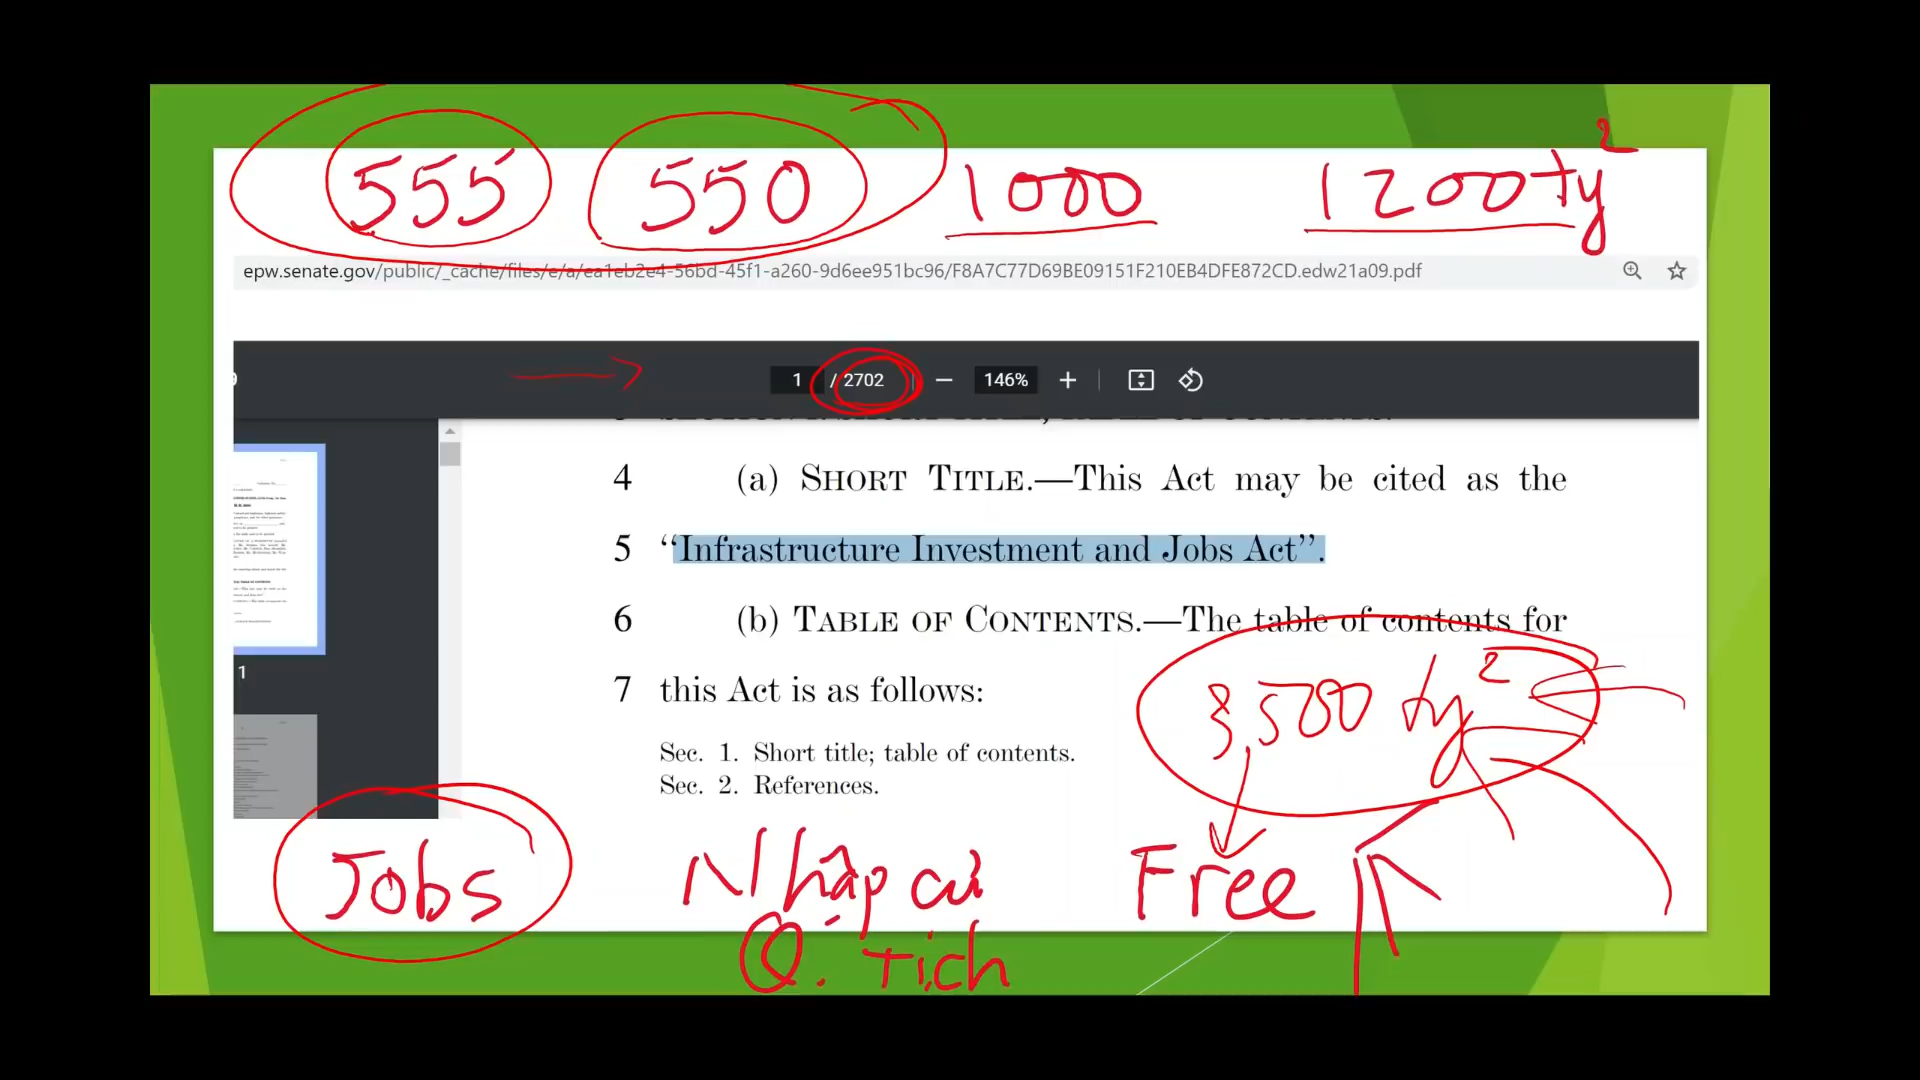 555 550 1000 1200 tỷ 2
epw.senate.gov/public/_cache/files/e/a/ea1eb2e4-56bd-45f1-a260-9d6ee951bc96/F8A7C77D69BE09151F210EB4DFE872CD.edw21a09.pdf
1 / 2702 146%
4 (a) SHORT TITLE.—This Act may be cited as the
5 “Infrastructure Investment and Jobs Act”.
6 (b) TABLE OF CONTENTS.—The table of contents for
7 this Act is as follows:
3,500 tỷ 2
1
Sec. 1. Short title; table of contents.
Sec. 2. References.
Jobs Nhập cư Free
Q. tịch